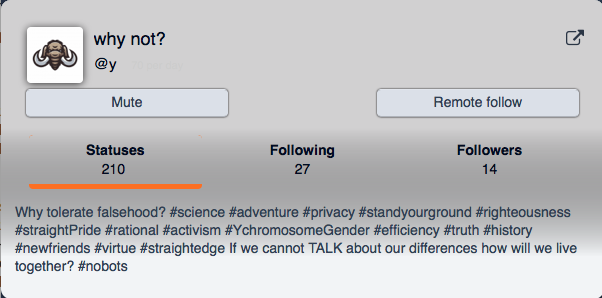 why not?
@y
Mute
Remote follow
Statuses
Following
Followers
210
27
14
Why tolerate falsehood? #science #adventure #privacy #standyourground #righteousness
#straightPride #rational #activism #YchromosomeGender #efficiency #truth #history
#newfriends #virtue #straightedge If we cannot TALK about our differences how will we live
together? #nobots